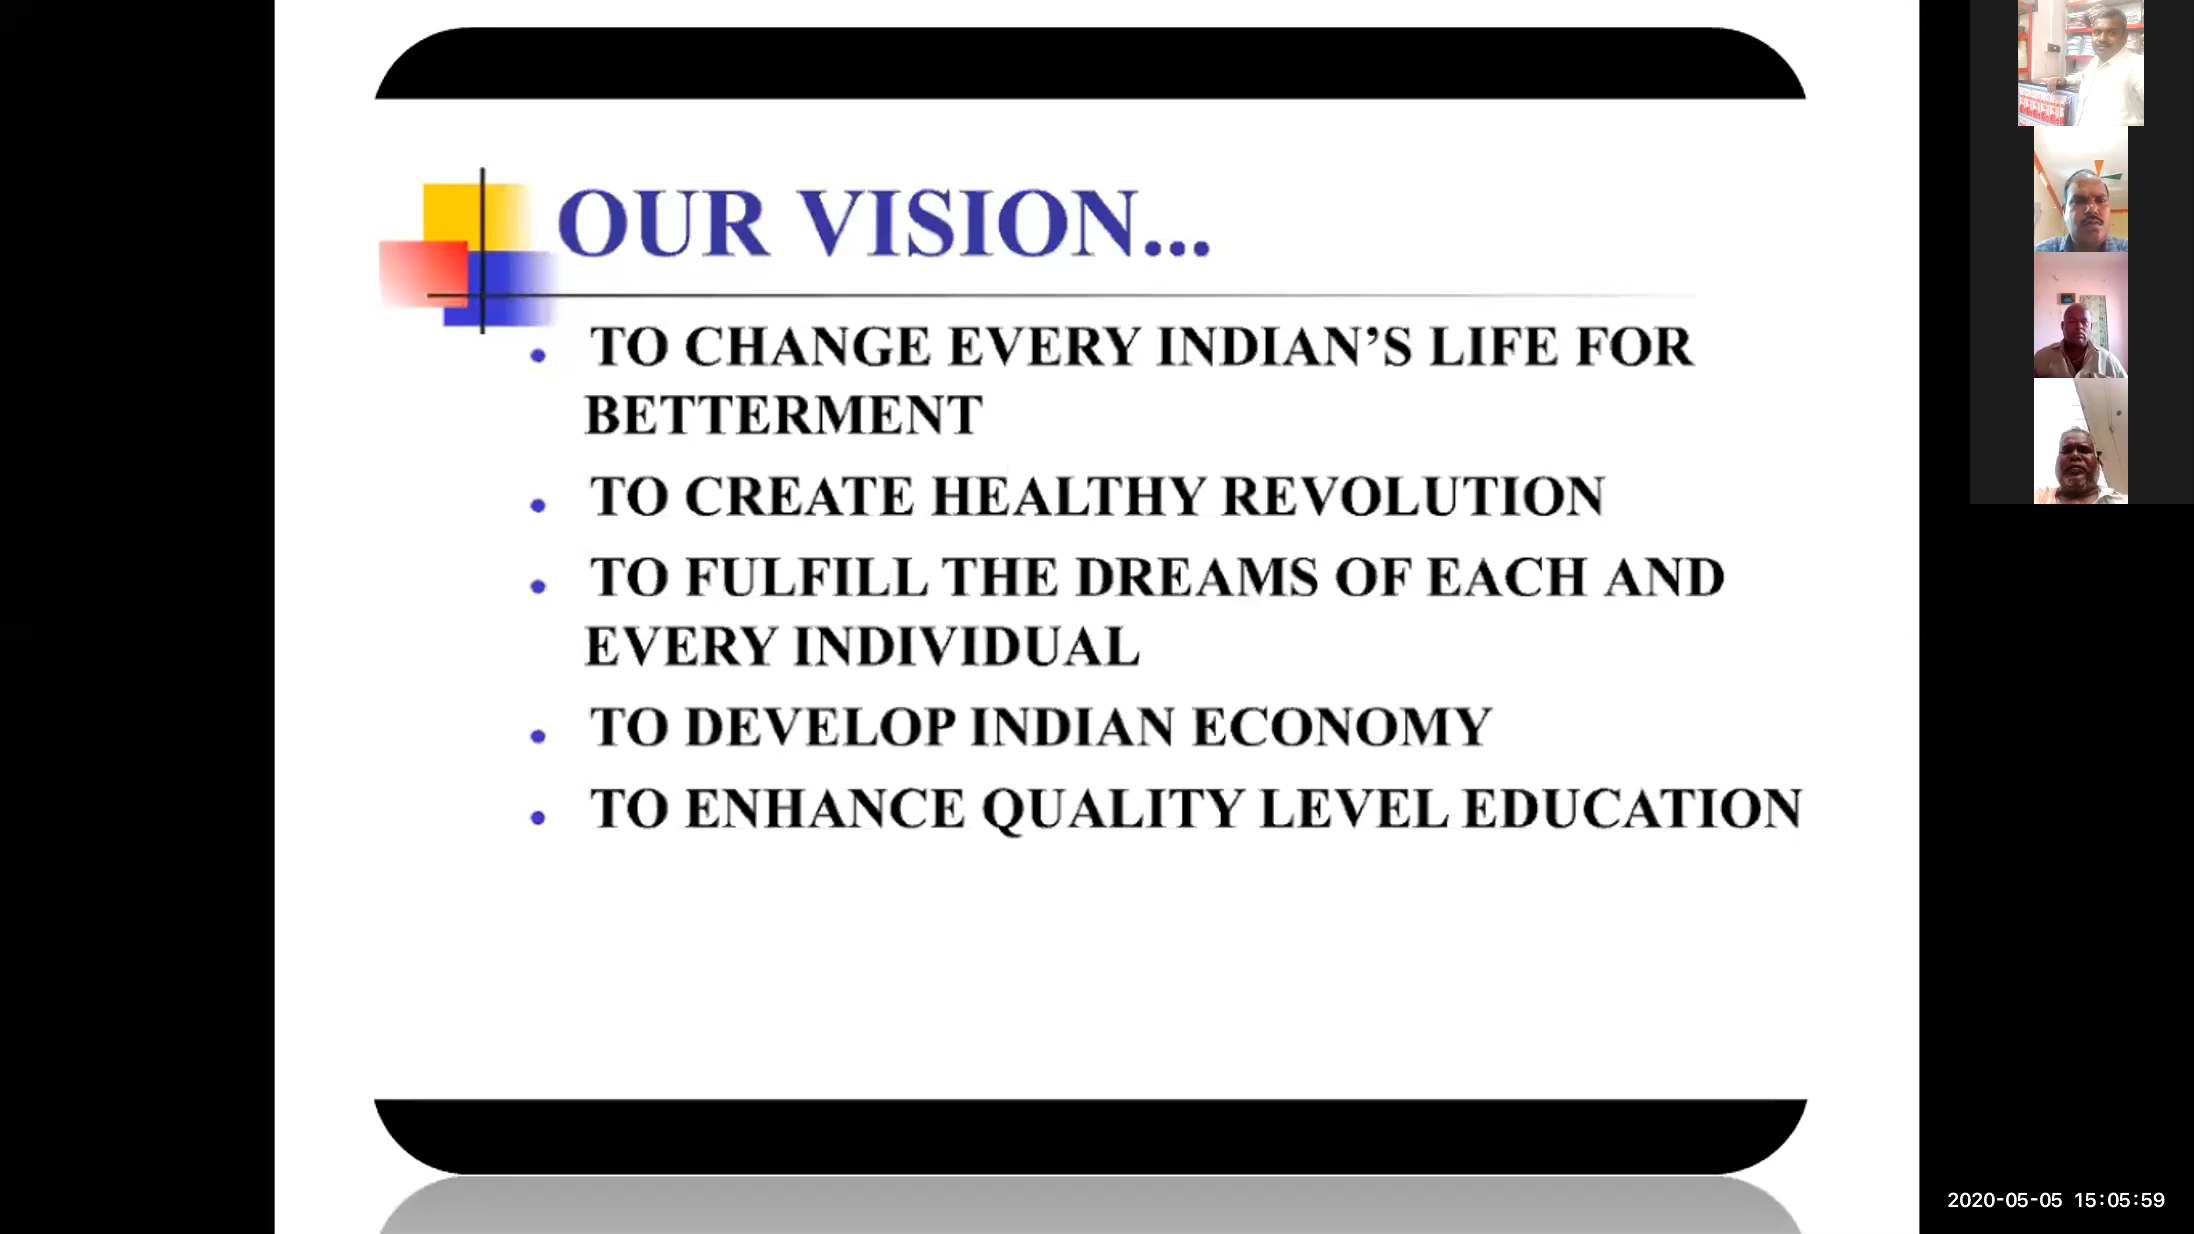 OUR VISION...
• TO CHANGE EVERY INDIAN’S LIFE FOR
BETTERMENT
• TO CREATE HEALTHY REVOLUTION
• TO FULFILL THE DREAMS OF EACH AND
EVERY INDIVIDUAL
• TO DEVELOP INDIAN ECONOMY
• TO ENHANCE QUALITY LEVEL EDUCATION
2020-05-05 15:05:59